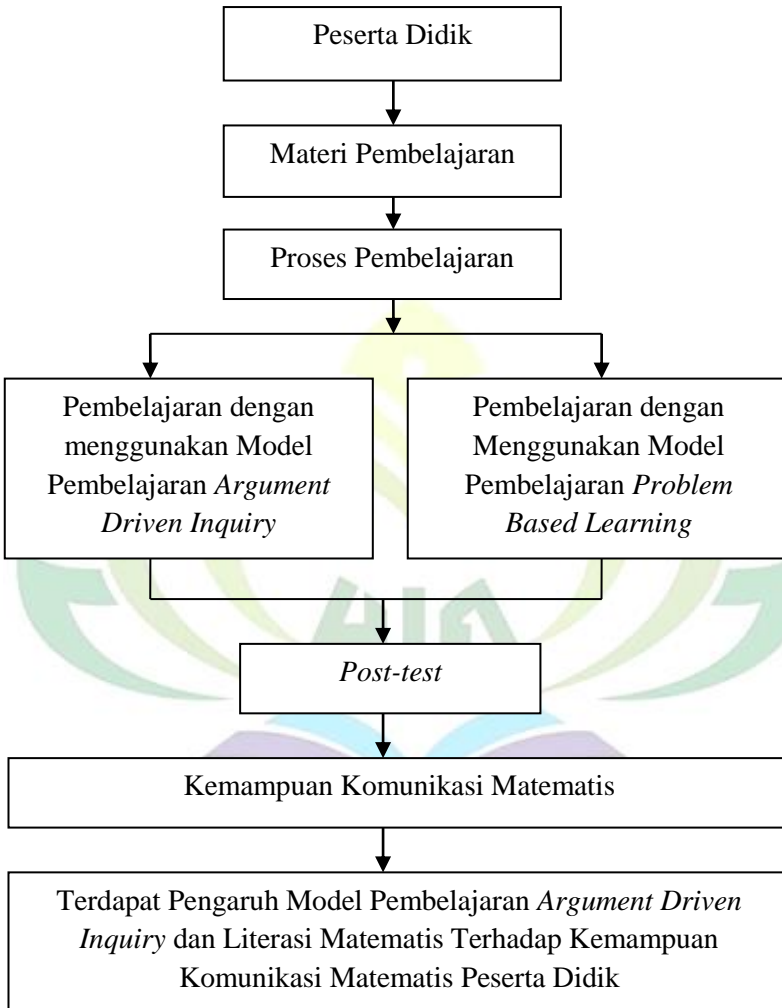 Peserta Didik
Materi Pembelajaran
Proses Pembelajaran
Pembelajaran dengan
menggunakan Model
Pembelajaran Argument
Driven Inquiry
Pembelajaran dengan
Menggunakan Model
Pembelajaran Problem
Based Learning
Post-test
Kemampuan Komunikasi Matematis
Terdapat Pengaruh Model Pembelajaran Argument Driven
Inquiry dan Literasi Matematis Terhadap Kemampuan
Komunikasi Matematis Peserta Didik